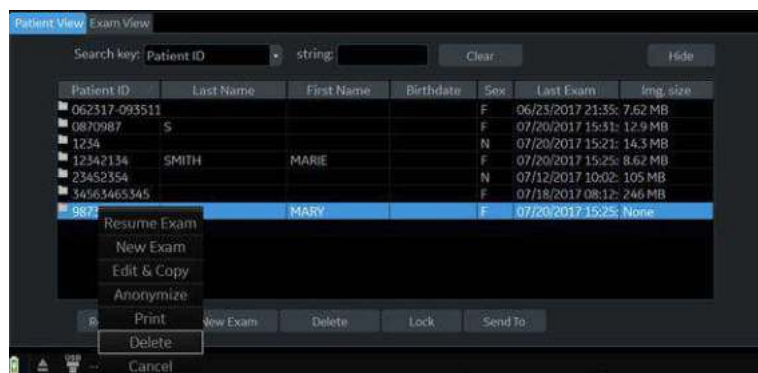 Patient View Exam View
Search key: Patient ID string: Clear Hide
Patient ID Last Name First Name Birthdate Sex Last Exam Img. size
062317-093511 F 06/23/2017 21:35: 7.62 MB
0870987 S F 07/20/2017 15:31: 12.9 MB
1234 N 07/20/2017 15:21: 14.3 MB
12342134 SMITH MARIE F 07/20/2017 15:25: 8.62 MB
23452354 N 07/12/2017 10:02: 105 MB
34563465345 F 07/18/2017 08:12: 246 MB
987 MARY F 07/20/2017 15:25: None
Resume Exam
New Exam
Edit & Copy
Anonymize
Print
R New Exam Delete Lock Send To
Delete
USB
Cancel